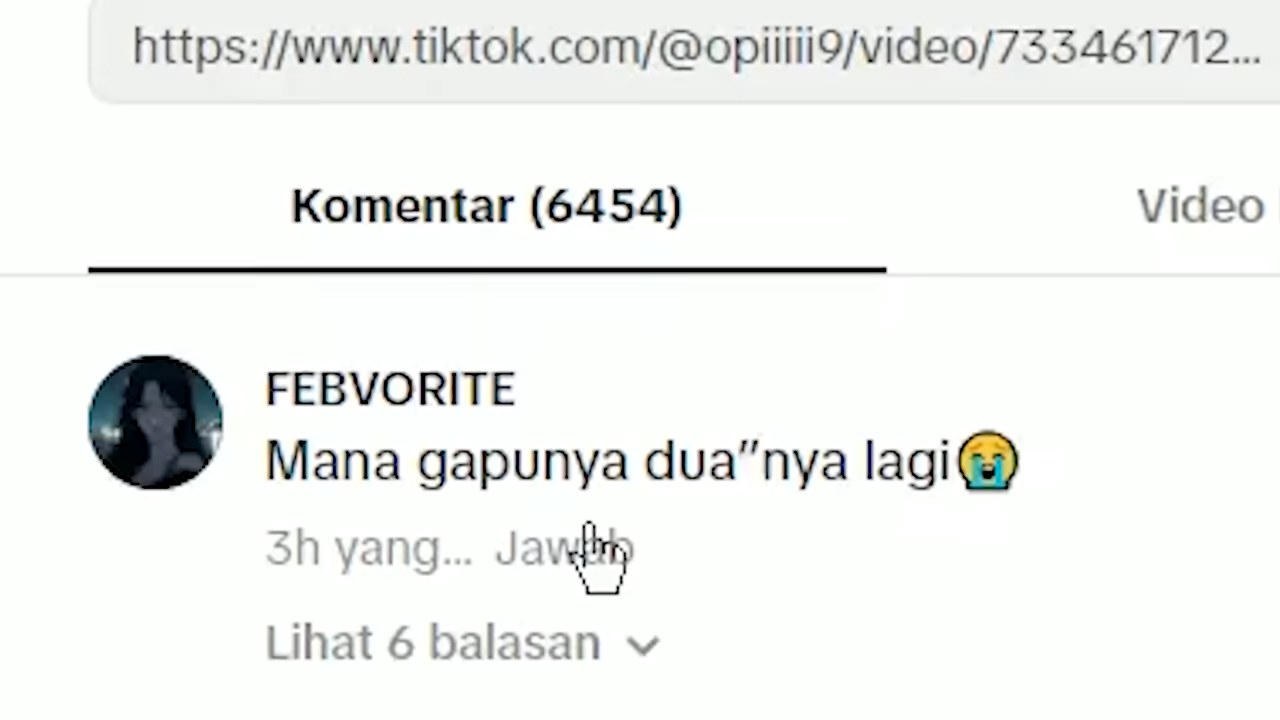 https://www.tiktok.com/@opiiiii9/video/733461712...
Komentar (6454)
Video
FEBVORITE
Mana gapunya dua"nya lagi😭
3h yang... Jawab
Lihat 6 balasan